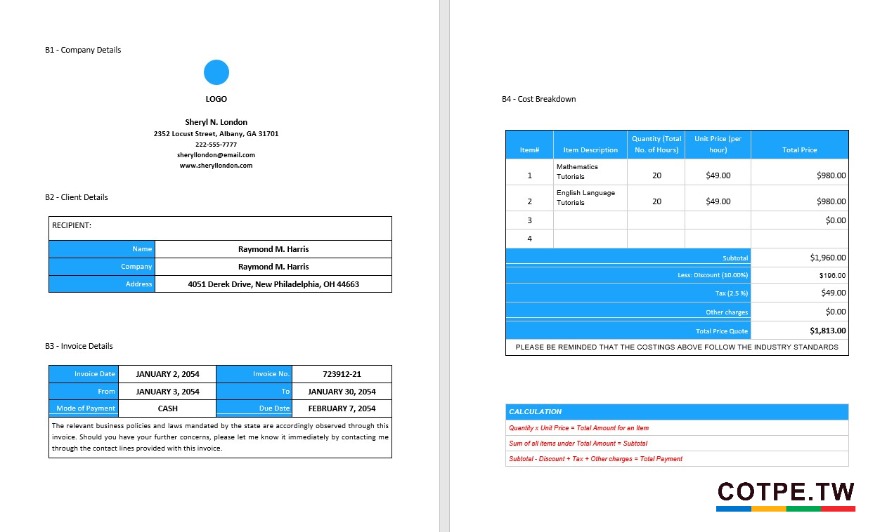 B1 - Company Details
LOGO
Sheryl N. London
2352 Locust Street, Albany, GA 31701
222-555-7777
sheryllondon@email.com
www.sheryllondon.com
B2 - Client Details
RECIPIENT:
Name Raymond M. Harris
Company Raymond M. Harris
Address 4051 Derek Drive, New Philadelphia, OH 44663
B3 - Invoice Details
Invoice Date JANUARY 2, 2054 Invoice No. 723912-21
From JANUARY 3, 2054 To JANUARY 30, 2054
Mode of Payment CASH Due Date FEBRUARY 7, 2054
The relevant business policies and laws mandated by the state are accordingly observed through this
invoice. Should you have your further concerns, please let me know it immediately by contacting me
through the contact lines provided with this invoice.
B4 - Cost Breakdown
Item# Item Description Quantity (Total No. of Hours) Unit Price (per hour) Total Price
1 Mathematics Tutorials 20 $49.00 $980.00
2 English Language Tutorials 20 $49.00 $980.00
3 $0.00
4
Subtotal $1,960.00
Less: Discount (10.00%) $196.00
Tax (2.5 %) $49.00
Other charges $0.00
Total Price Quote $1,813.00
PLEASE BE REMINDED THAT THE COSTINGS ABOVE FOLLOW THE INDUSTRY STANDARDS
CALCULATION
Quantity x Unit Price = Total Amount for an Item
Sum of all items under Total Amount = Subtotal
Subtotal - Discount + Tax + Other charges = Total Payment
COTPE.TW